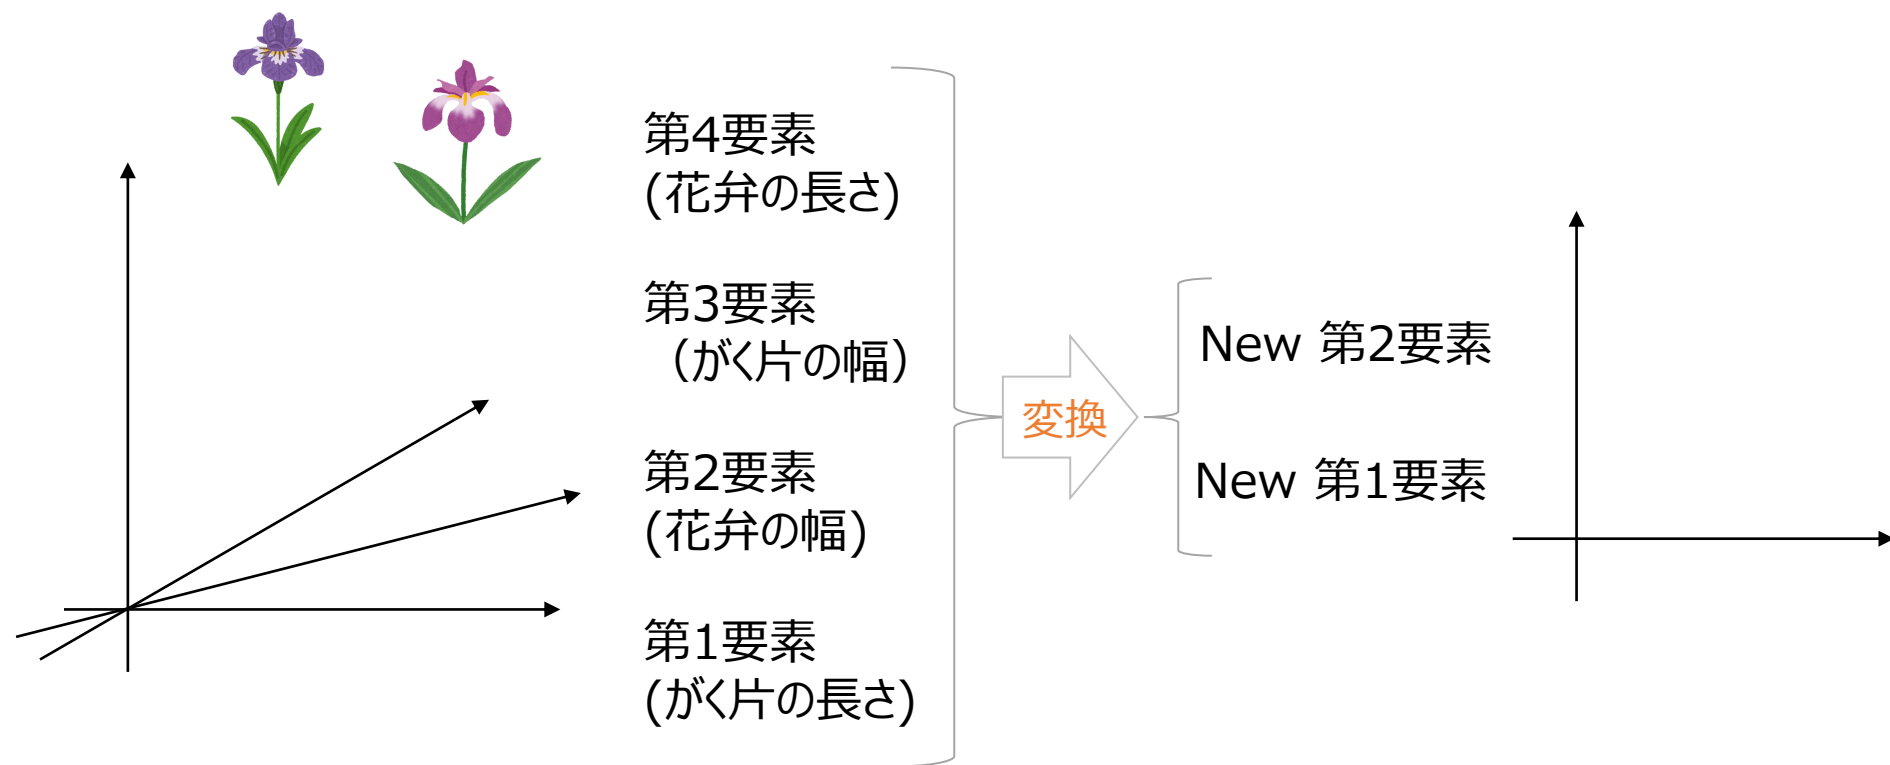 第4要素
(花弁の長さ)
第3要素
（がく片の幅）
第2要素
(花弁の幅)
第1要素
(がく片の長さ)
変換
New 第2要素
New 第1要素